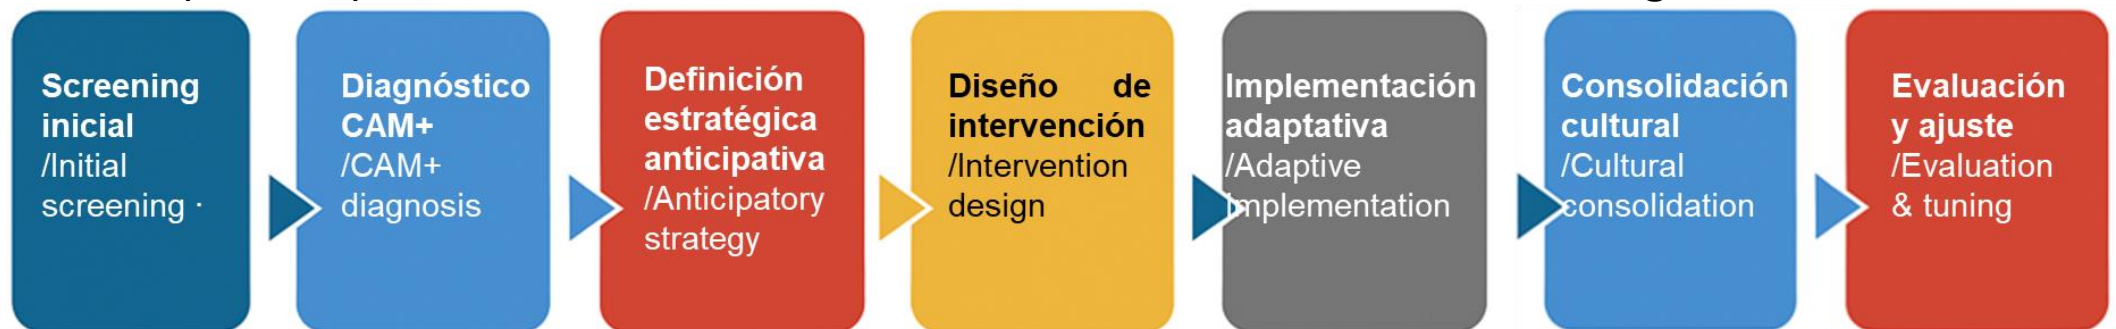 Screening
inicial
/Initial
screening ·
Diagnóstico
CAM+
/CAM+
diagnosis
Definición
estratégica
anticipativa
/Anticipatory
strategy
Diseño de
intervención
/Intervention
design
Implementación
adaptativa
/Adaptive
implementation
Consolidación
cultural
/Cultural
consolidation
Evaluación
y ajuste
/Evaluation
& tuning